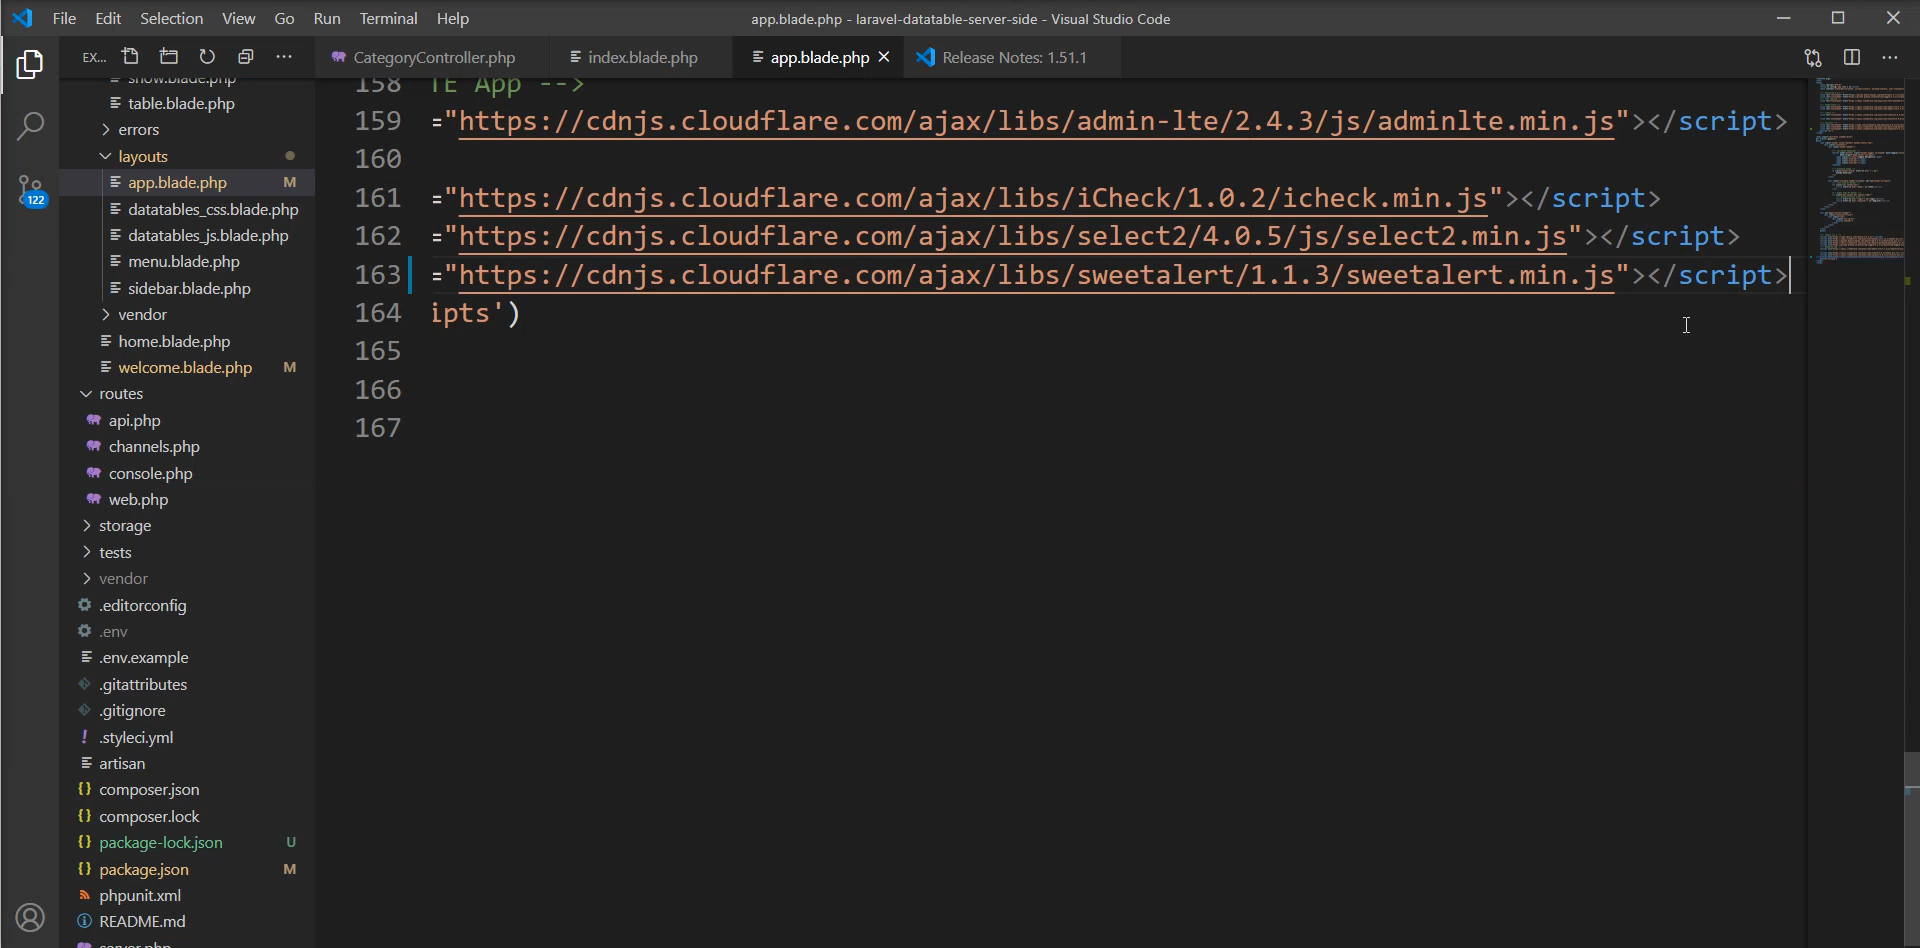 File Edit Selection View Go Run Terminal Help
app.blade.php - laravel-datatable-server-side - Visual Studio Code
EX...
CategoryController.php
index.blade.php
app.blade.php
Release Notes: 1.51.1
show.blade.php
table.blade.php
errors
layouts
app.blade.php M
datatables_css.blade.php
datatables_js.blade.php
menu.blade.php
sidebar.blade.php
vendor
home.blade.php
welcome.blade.php M
routes
api.php
channels.php
console.php
web.php
storage
tests
vendor
.editorconfig
.env
.env.example
.gitattributes
.gitignore
.styleci.yml
artisan
composer.json
composer.lock
package-lock.json U
package.json M
phpunit.xml
README.md
server.php
122
158 TE App -->
159 ="https://cdnjs.cloudflare.com/ajax/libs/admin-lte/2.4.3/js/adminlte.min.js"></script>
160
161 ="https://cdnjs.cloudflare.com/ajax/libs/iCheck/1.0.2/icheck.min.js"></script>
162 ="https://cdnjs.cloudflare.com/ajax/libs/select2/4.0.5/js/select2.min.js"></script>
163 ="https://cdnjs.cloudflare.com/ajax/libs/sweetalert/1.1.3/sweetalert.min.js"></script>
164 ipts')
165
166
167